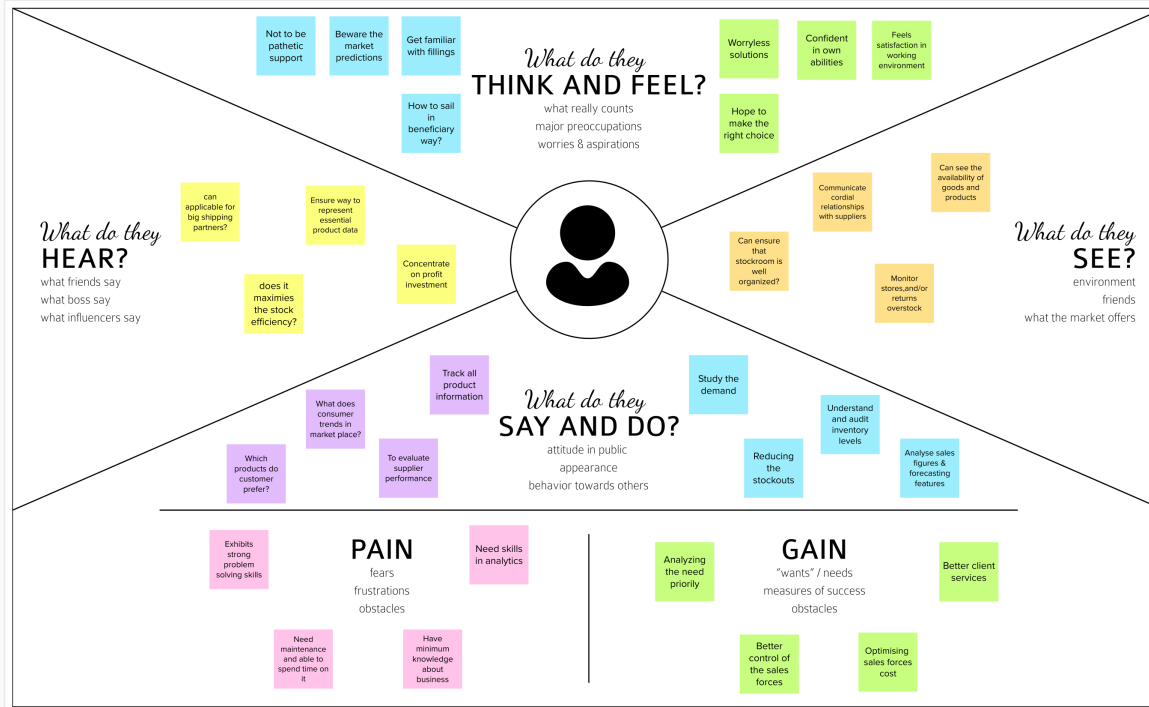 Not to be
pathetic
support
Beware the
market
predictions
Get familiar
with fillings
How to sail
in
beneficiary
way?
What do they
THINK AND FEEL?
what really counts
major preoccupations
worries & aspirations
Worryless
solutions
Confident
in own
abilities
Feels
satisfaction in
working
environment
Hope to
make the
right choice
What do they
HEAR?
what friends say
what boss say
what influencers say
can
applicable for
big shipping
partners?
Ensure way to
represent
essential
product data
does it
maximies
the stock
efficiency?
Concentrate
on profit
investment
Communicate
cordial
relationships
with suppliers
Can see the
availability of
goods and
products
Can ensure
that
stockroom is
well
organized?
Monitor
stores,and/or
returns
overstock
What do they
SEE?
environment
friends
what the market offers
Track all
product
information
What does
consumer
trends in
market place?
Which
products do
customer
prefer?
To evaluate
supplier
performance
What do they
SAY AND DO?
attitude in public
appearance
behavior towards others
Study the
demand
Understand
and audit
inventory
levels
Reducing
the
stockouts
Analyse sales
figures &
forecasting
features
PAIN
fears
frustrations
obstacles
Exhibits
strong
problem
solving skills
Need skills
in analytics
Need
maintenance
and able to
spend time on
it
Have
minimum
knowledge
about
business
GAIN
"wants" / needs
measures of success
obstacles
Analyzing
the need
priority
Better client
services
Better
control of
the sales
forces
Optimising
sales forces
cost